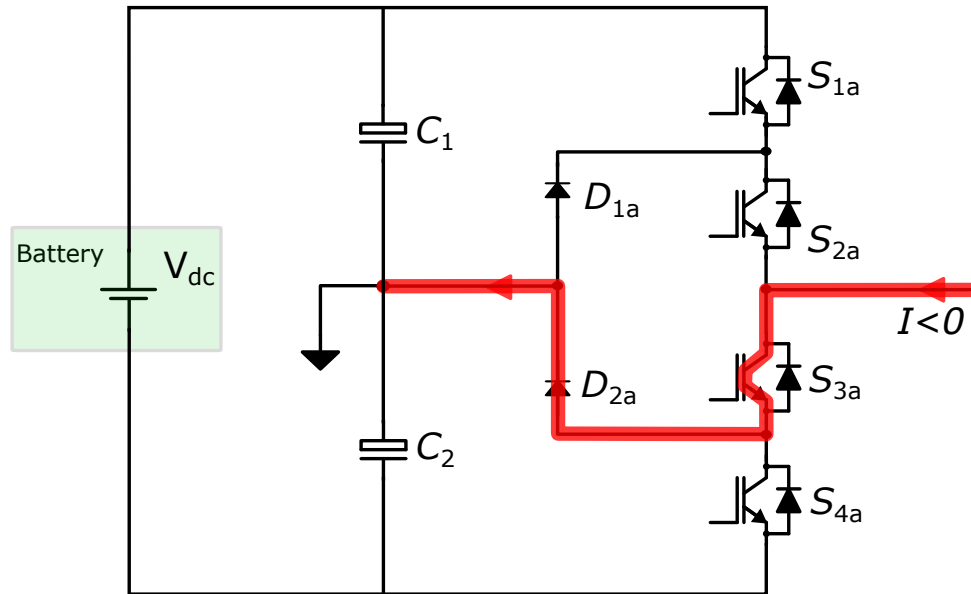 S1a
C1
D1a
S2a
Battery
Vdc
I<0
D2a
S3a
C2
S4a